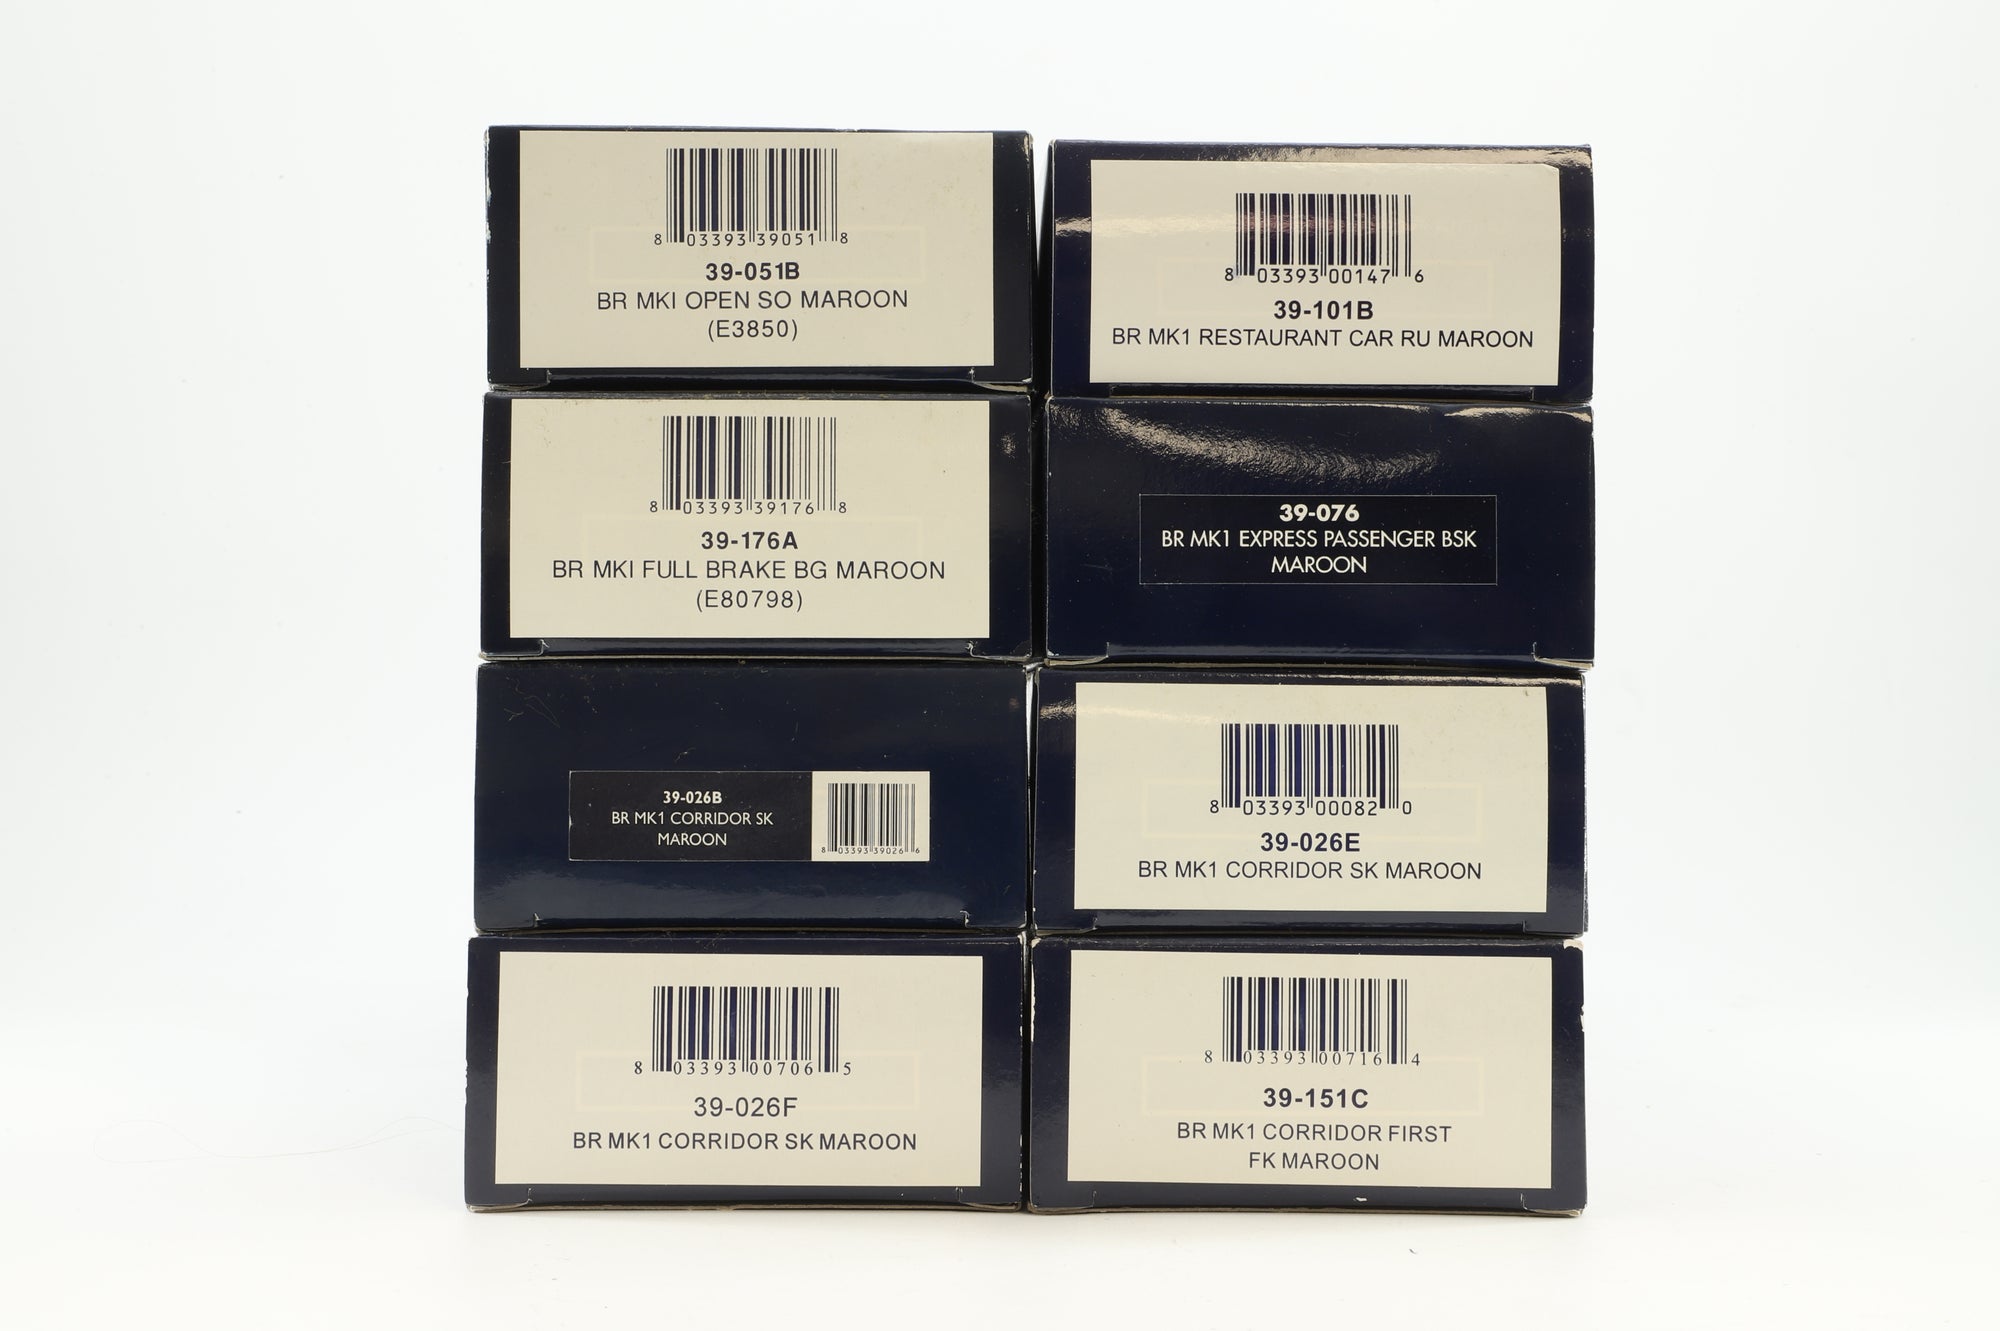 8 03393 39051 8
39-051B
BR MKI OPEN SO MAROON
(E3850)
8 03393 00147 6
39-101B
BR MK1 RESTAURANT CAR RU MAROON
8 03393 39176 8
39-176A
BR MKI FULL BRAKE BG MAROON
(E80798)
39-076
BR MK1 EXPRESS PASSENGER BSK
MAROON
39-026B
BR MK1 CORRIDOR SK
MAROON
8 03393 39026 6
8 03393 00082 0
39-026E
BR MK1 CORRIDOR SK MAROON
8 03393 00706 5
39-026F
BR MK1 CORRIDOR SK MAROON
8 03393 00716 4
39-151C
BR MK1 CORRIDOR FIRST
FK MAROON